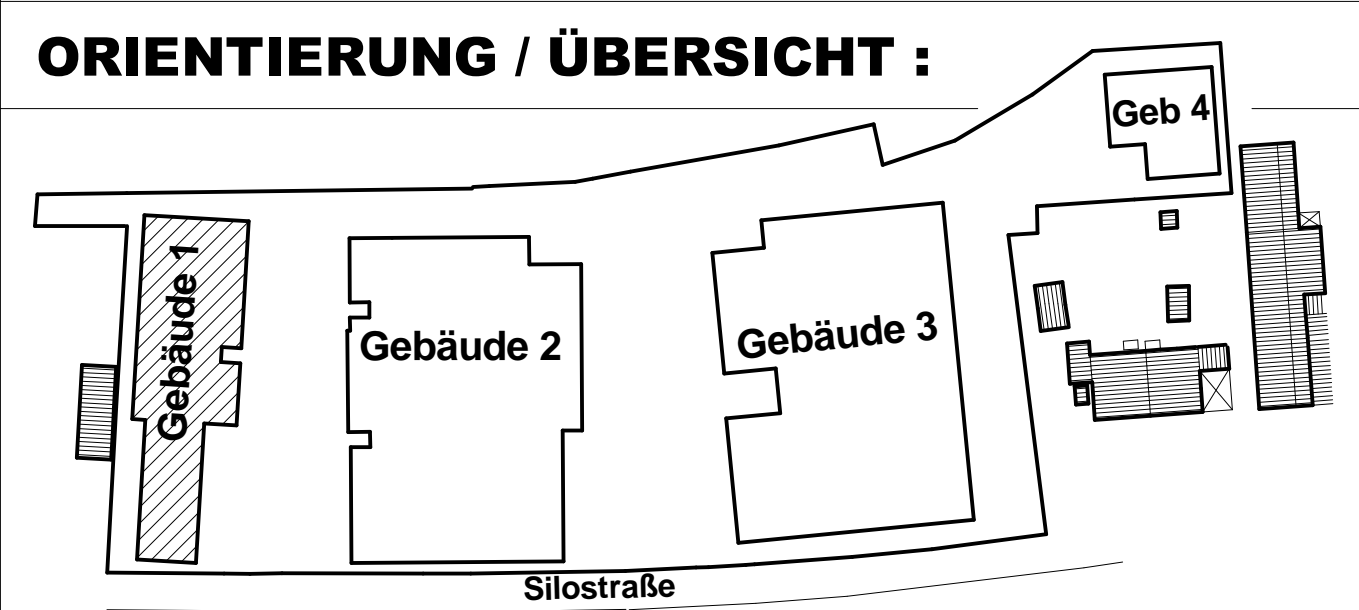 ORIENTIERUNG / ÜBERSICHT :
Geb 4
Gebäude 1
Gebäude 2
Gebäude 3
Silostraße